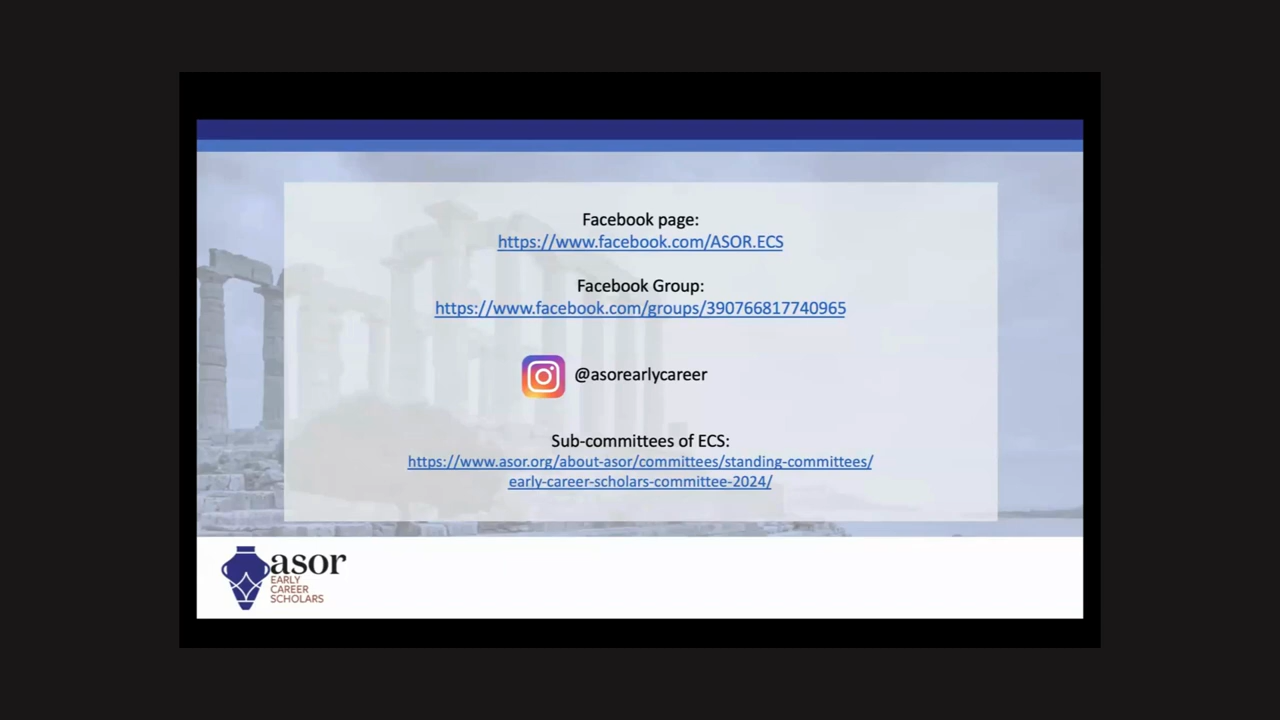 Facebook page:
https://www.facebook.com/ASOR.ECS
Facebook Group:
https://www.facebook.com/groups/390766817740965
@asorearlycareer
Sub-committees of ECS:
https://www.asor.org/about-asor/committees/standing-committees/
early-career-scholars-committee-2024/
asor
EARLY
CAREER
SCHOLARS